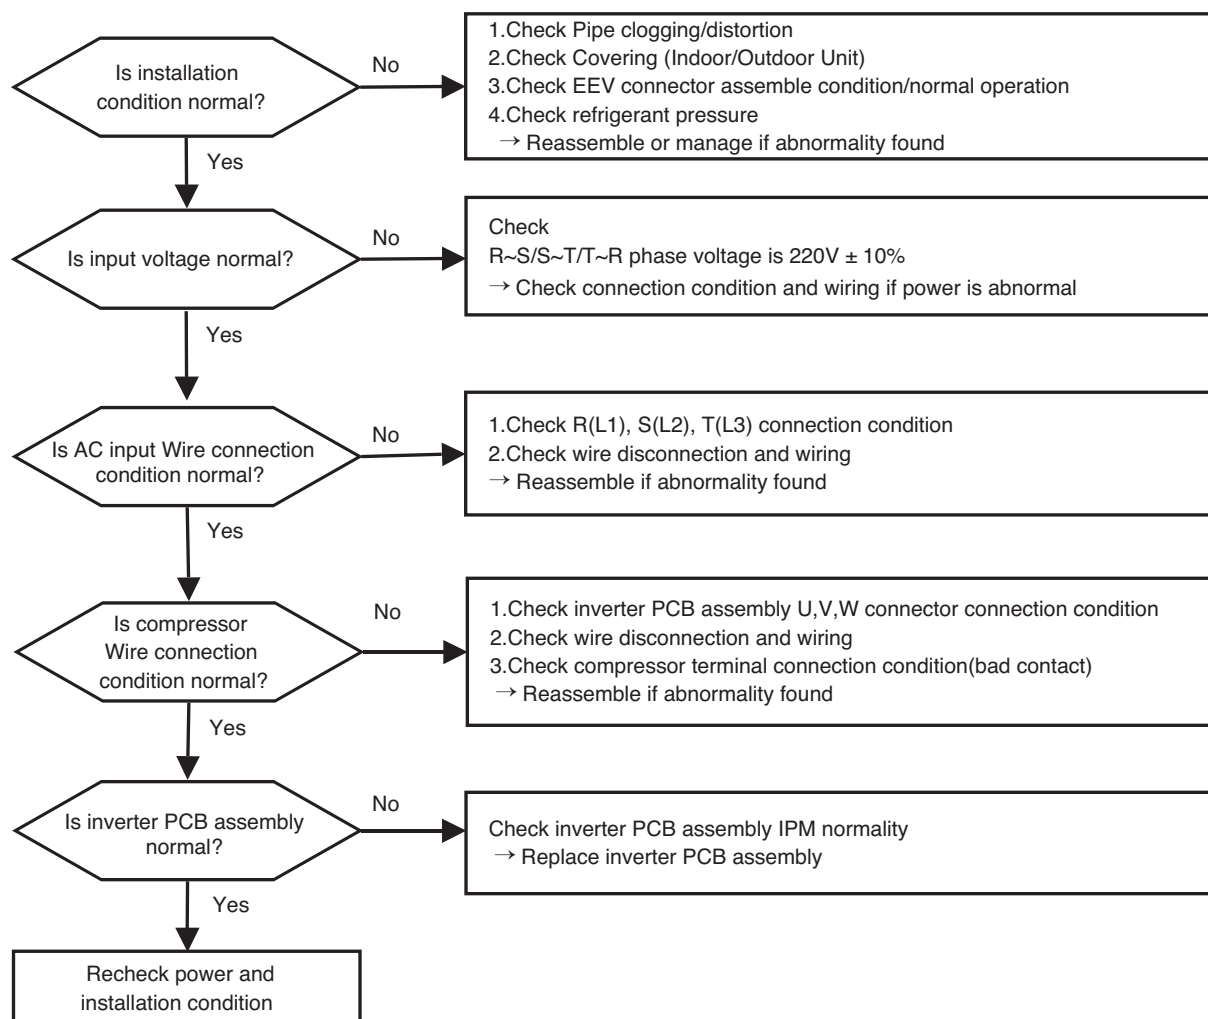 Is installation
condition normal?
No
1.Check Pipe clogging/distortion
2.Check Covering (Indoor/Outdoor Unit)
3.Check EEV connector assemble condition/normal operation
4.Check refrigerant pressure
→ Reassemble or manage if abnormality found
Yes
Is input voltage normal?
No
Check
R~S/S~T/T~R phase voltage is 220V ± 10%
→ Check connection condition and wiring if power is abnormal
Yes
Is AC input Wire connection
condition normal?
No
1.Check R(L1), S(L2), T(L3) connection condition
2.Check wire disconnection and wiring
→ Reassemble if abnormality found
Yes
Is compressor
Wire connection
condition normal?
No
1.Check inverter PCB assembly U,V,W connector connection condition
2.Check wire disconnection and wiring
3.Check compressor terminal connection condition(bad contact)
→ Reassemble if abnormality found
Yes
Is inverter PCB assembly
normal?
No
Check inverter PCB assembly IPM normality
→ Replace inverter PCB assembly
Yes
Recheck power and
installation condition